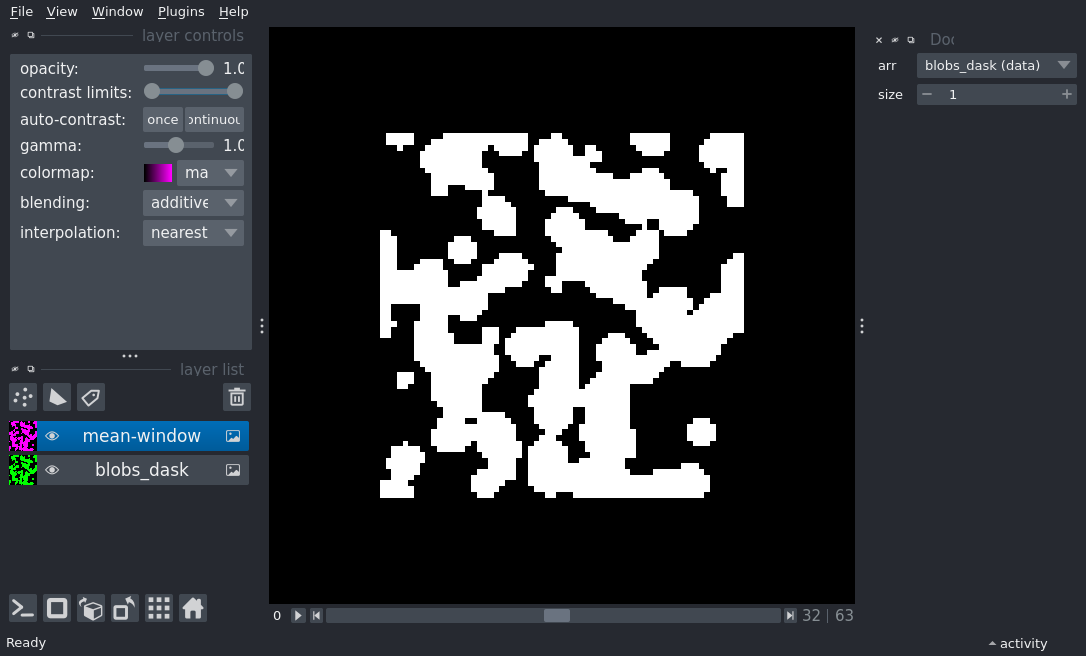 File View Window Plugins Help
layer controls
opacity: 1.0
contrast limits:
auto-contrast: once ontinuou
gamma: 1.0
colormap: ma
blending: additive
interpolation: nearest
layer list
mean-window
blobs_dask
0 32 | 63
Ready
Doc
arr blobs_dask (data)
size 1
activity